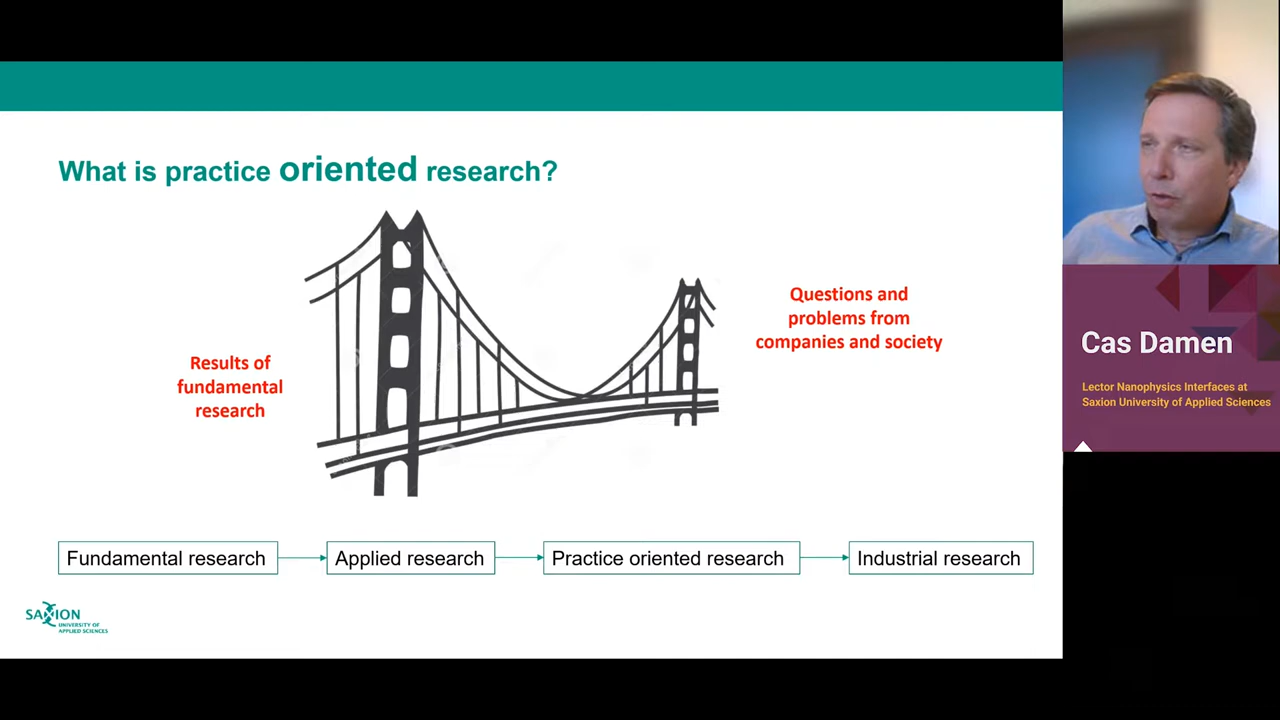 What is practice oriented research?
Results of
fundamental
research
Questions and
problems from
companies and society
Fundamental research
Applied research
Practice oriented research
Industrial research
SAXION
UNIVERSITY OF
APPLIED SCIENCES
Cas Damen
Lector Nanophysics Interfaces at
Saxion University of Applied Sciences